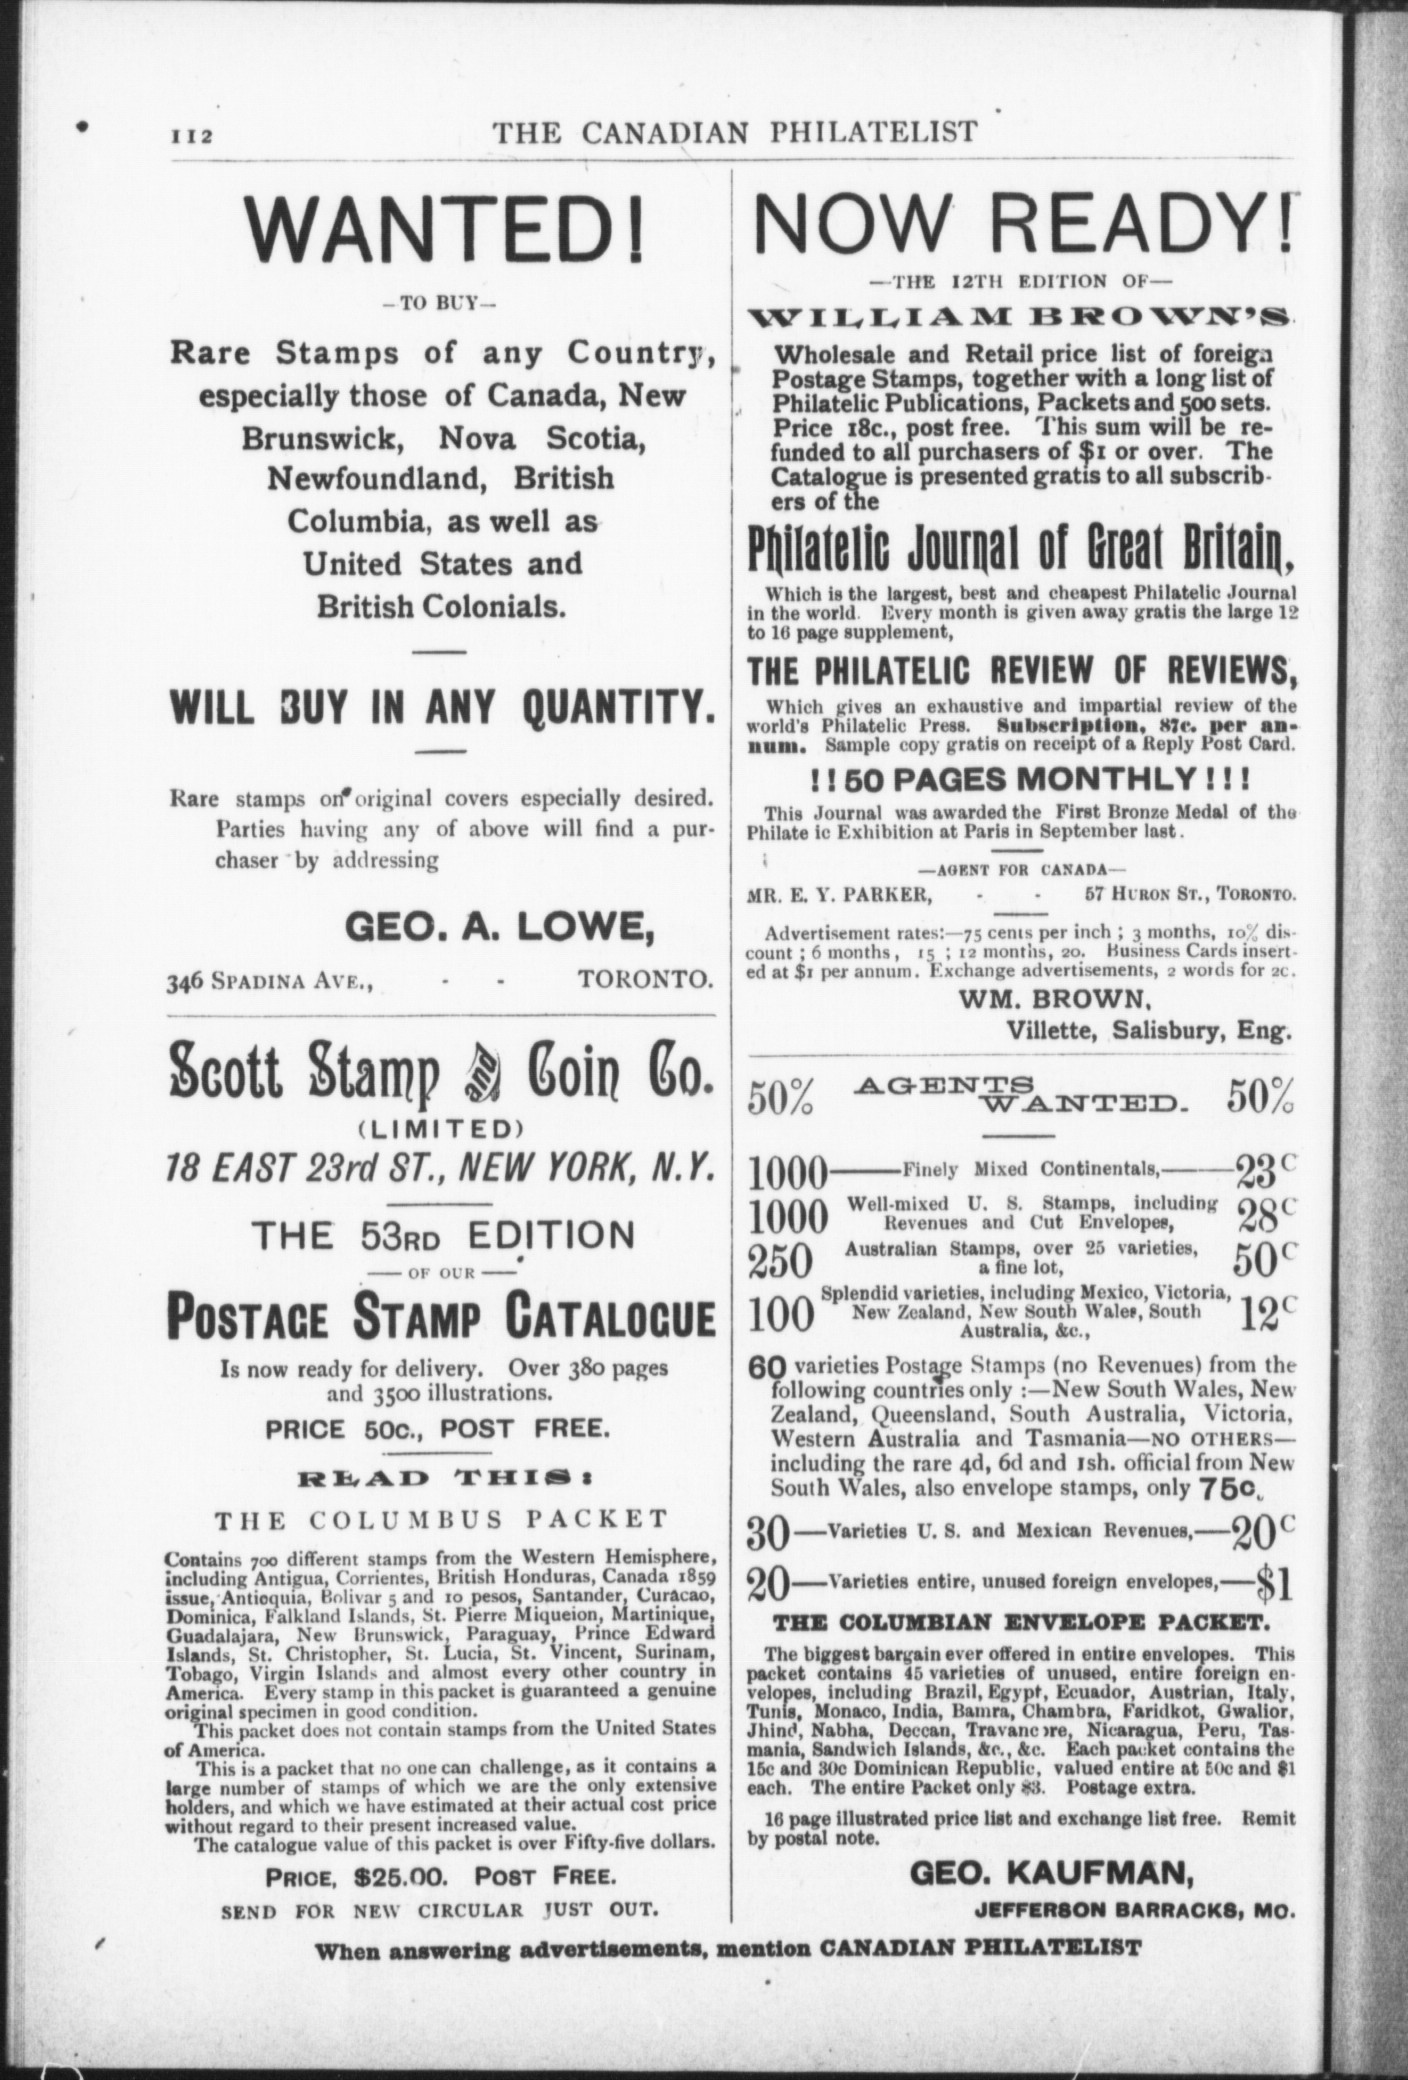 112 THE CANADIAN PHILATELIST
WANTED!
—TO BUY—
Rare Stamps of any Country,
especially those of Canada, New
Brunswick, Nova Scotia,
Newfoundland, British
Columbia, as well as
United States and
British Colonials.
WILL BUY IN ANY QUANTITY.
Rare stamps on original covers especially desired.
Parties having any of above will find a pur-
chaser by addressing
GEO. A. LOWE,
346 SPADINA AVE., - - TORONTO.
Scott Stamp and Coin Co.
(LIMITED)
18 EAST 23rd ST., NEW YORK, N.Y.
THE 53RD EDITION
—OF OUR—
POSTAGE STAMP CATALOGUE
Is now ready for delivery. Over 380 pages
and 3500 illustrations.
PRICE 50c., POST FREE.
READ THIS:
THE COLUMBUS PACKET
Contains 700 different stamps from the Western Hemisphere,
including Antigua, Corrientes, British Honduras, Canada 1859
issue, Antioquia, Bolivar 5 and 10 pesos, Santander, Curacao,
Dominica, Falkland Islands, St. Pierre Miqueion, Martinique,
Guadalajara, New Brunswick, Paraguay, Prince Edward
Islands, St. Christopher, St. Lucia, St. Vincent, Surinam,
Tobago, Virgin Islands and almost every other country in
America. Every stamp in this packet is guaranteed a genuine
original specimen in good condition.
This packet does not contain stamps from the United States
of America.
This is a packet that no one can challenge, as it contains a
large number of stamps of which we are the only extensive
holders, and which we have estimated at their actual cost price
without regard to their present increased value.
The catalogue value of this packet is over Fifty-five dollars.
PRICE, $25.00. POST FREE.
SEND FOR NEW CIRCULAR JUST OUT.
NOW READY!
—THE 12TH EDITION OF—
WILLIAM BROWN'S
Wholesale and Retail price list of foreign
Postage Stamps, together with a long list of
Philatelic Publications, Packets and 500 sets.
Price 18c., post free. This sum will be re-
funded to all purchasers of $1 or over. The
Catalogue is presented gratis to all subscrib-
ers of the
Philatelic Journal of Great Britain,
Which is the largest, best and cheapest Philatelic Journal
in the world. Every month is given away gratis the large 12
to 16 page supplement,
THE PHILATELIC REVIEW OF REVIEWS,
Which gives an exhaustive and impartial review of the
world's Philatelic Press. Subscription, 87c. per an-
num. Sample copy gratis on receipt of a Reply Post Card.
!! 50 PAGES MONTHLY!!!
This Journal was awarded the First Bronze Medal of the
Philate ic Exhibition at Paris in September last.
—AGENT FOR CANADA—
MR. E. Y. PARKER, - - 57 HURON ST., TORONTO.
Advertisement rates:—75 cents per inch ; 3 months, 10% dis-
count ; 6 months, 15 ; 12 months, 20. Business Cards insert-
ed at $1 per annum. Exchange advertisements, 2 words for 2c.
WM. BROWN,
Villette, Salisbury, Eng.
50% AGENTS WANTED. 50%
1000—Finely Mixed Continentals,—23c
1000 Well-mixed U. S. Stamps, including
Revenues and Cut Envelopes, 28c
250 Australian Stamps, over 25 varieties,
a fine lot, 50c
100 Splendid varieties, including Mexico, Victoria,
New Zealand, New South Wales, South
Australia, &c., 12c
60 varieties Postage Stamps (no Revenues) from the
following countries only :—New South Wales, New
Zealand, Queensland, South Australia, Victoria,
Western Australia and Tasmania—NO OTHERS—
including the rare 4d, 6d and 1sh. official from New
South Wales, also envelope stamps, only 75c.
30—Varieties U. S. and Mexican Revenues,—20c
20—Varieties entire, unused foreign envelopes,—$1
THE COLUMBIAN ENVELOPE PACKET.
The biggest bargain ever offered in entire envelopes. This
packet contains 45 varieties of unused, entire foreign en-
velopes, including Brazil, Egypt, Ecuador, Austrian, Italy,
Tunis, Monaco, India, Bamra, Chambra, Faridkot, Gwalior,
Jhind, Nabha, Deccan, Travancore, Nicaragua, Peru, Tas-
mania, Sandwich Islands, &c., &c. Each packet contains the
15c and 30c Dominican Republic, valued entire at 50c and $1
each. The entire Packet only $3. Postage extra.
16 page illustrated price list and exchange list free. Remit
by postal note.
GEO. KAUFMAN,
JEFFERSON BARRACKS, MO.
When answering advertisements, mention CANADIAN PHILATELIST